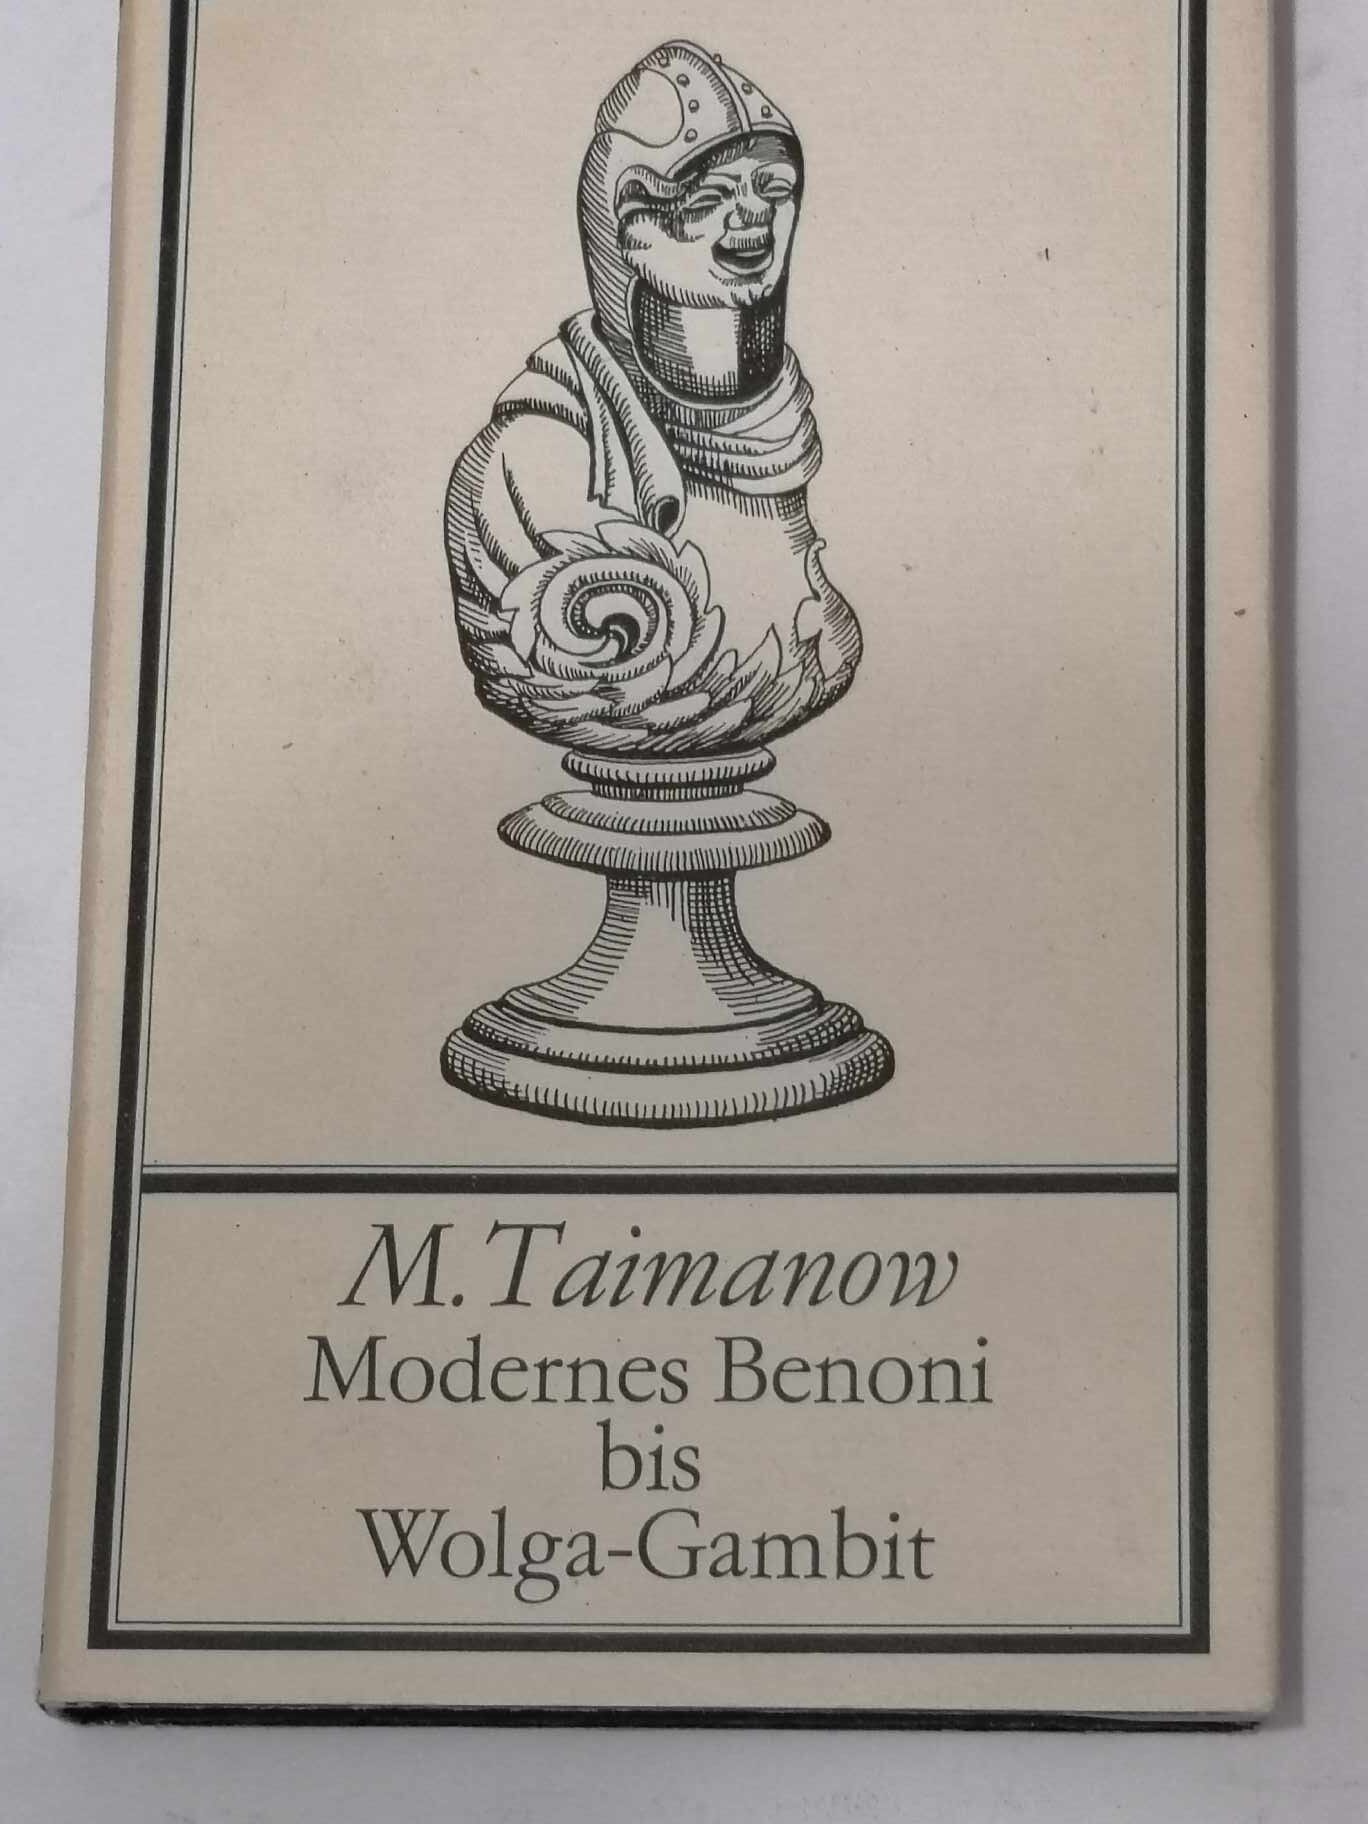 M. Taimanow
Modernes Benoni
bis
Wolga-Gambit